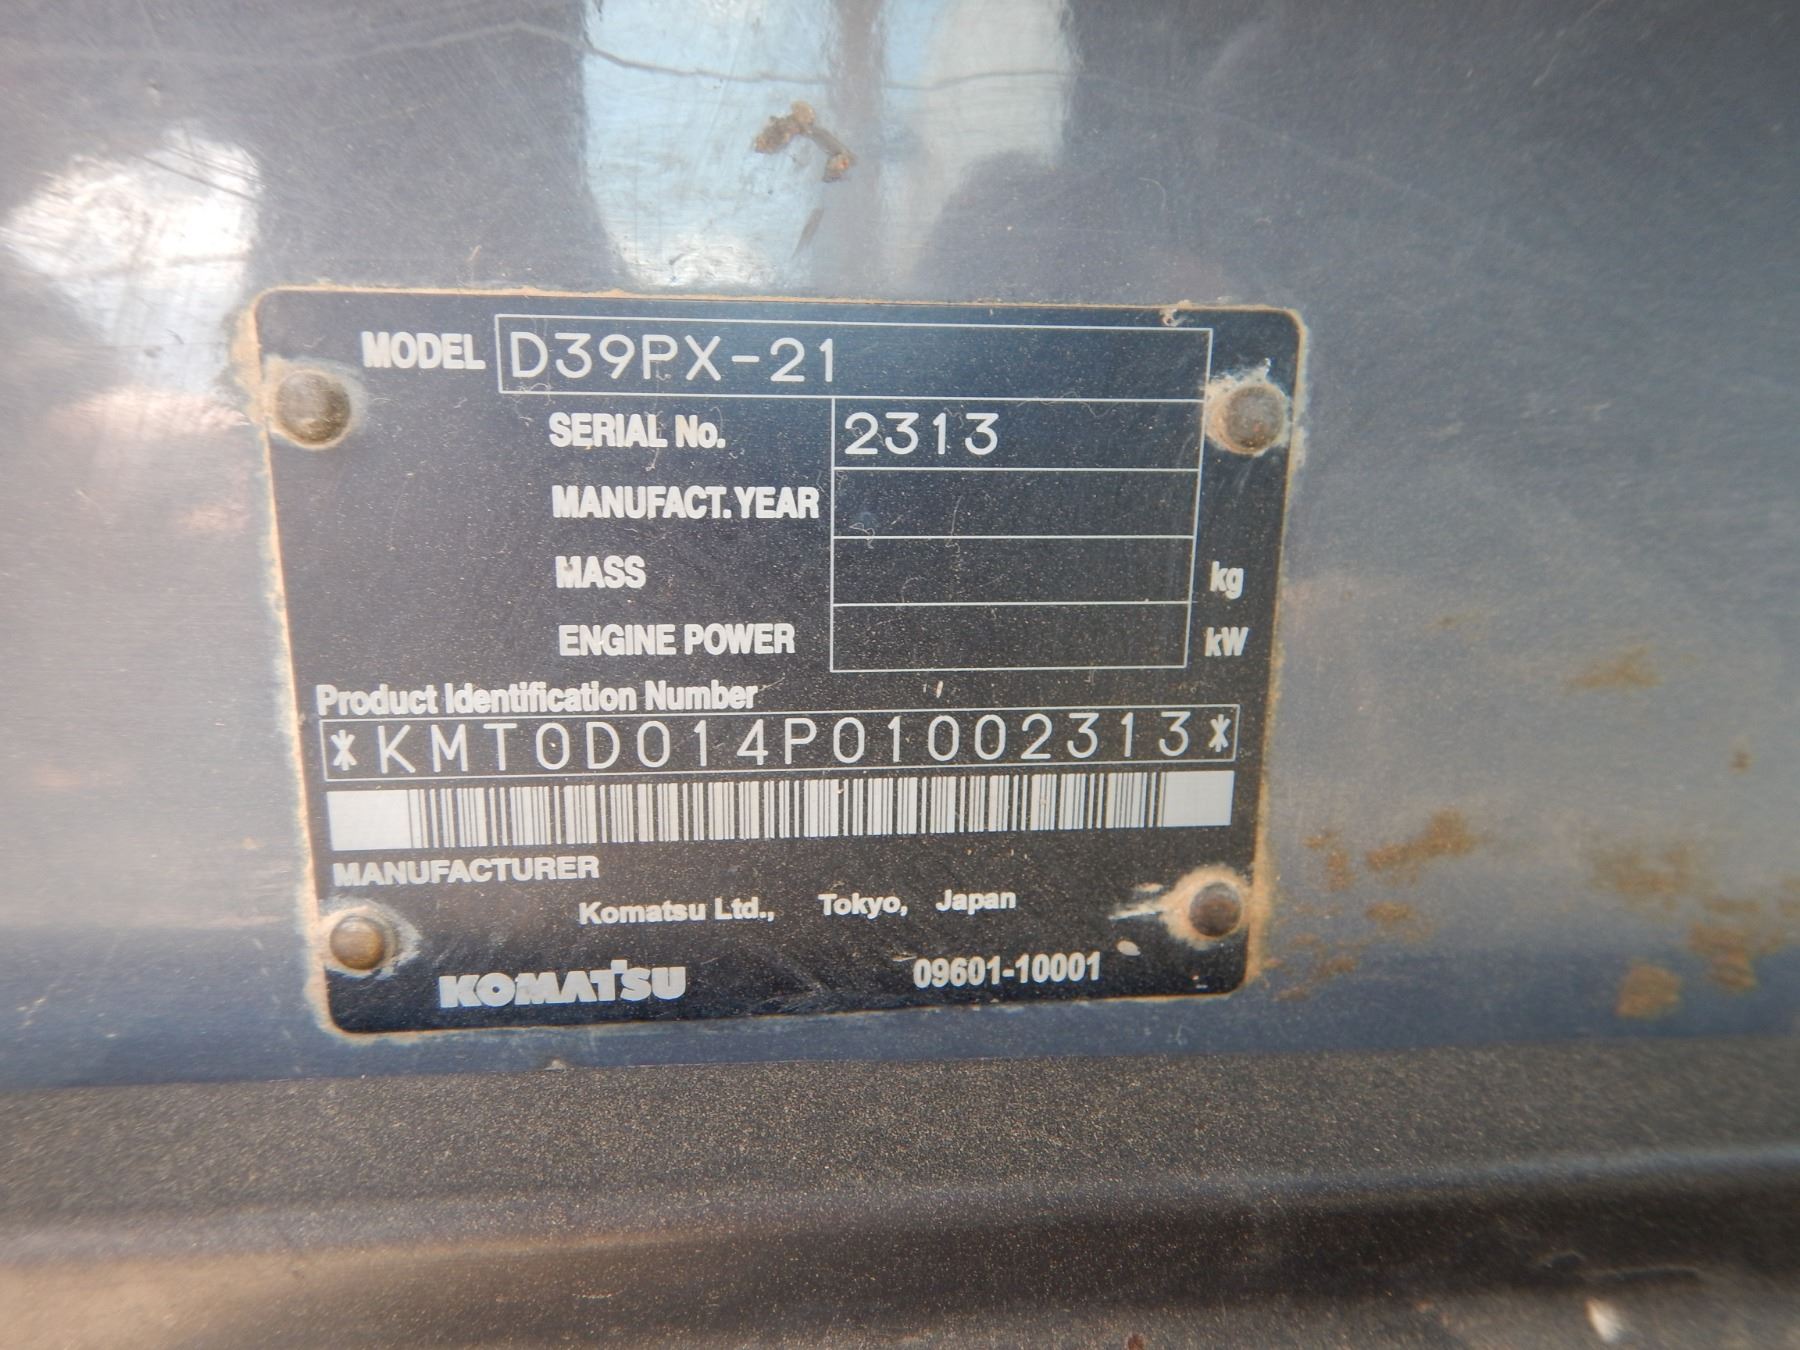 MODEL D39PX-21
SERIAL No. 2313
MANUFACT. YEAR
MASS kg
ENGINE POWER kW
Product Identification Number
*KMT0D014P01002313*
MANUFACTURER
Komatsu Ltd., Tokyo, Japan
KOMATSU 09601-10001